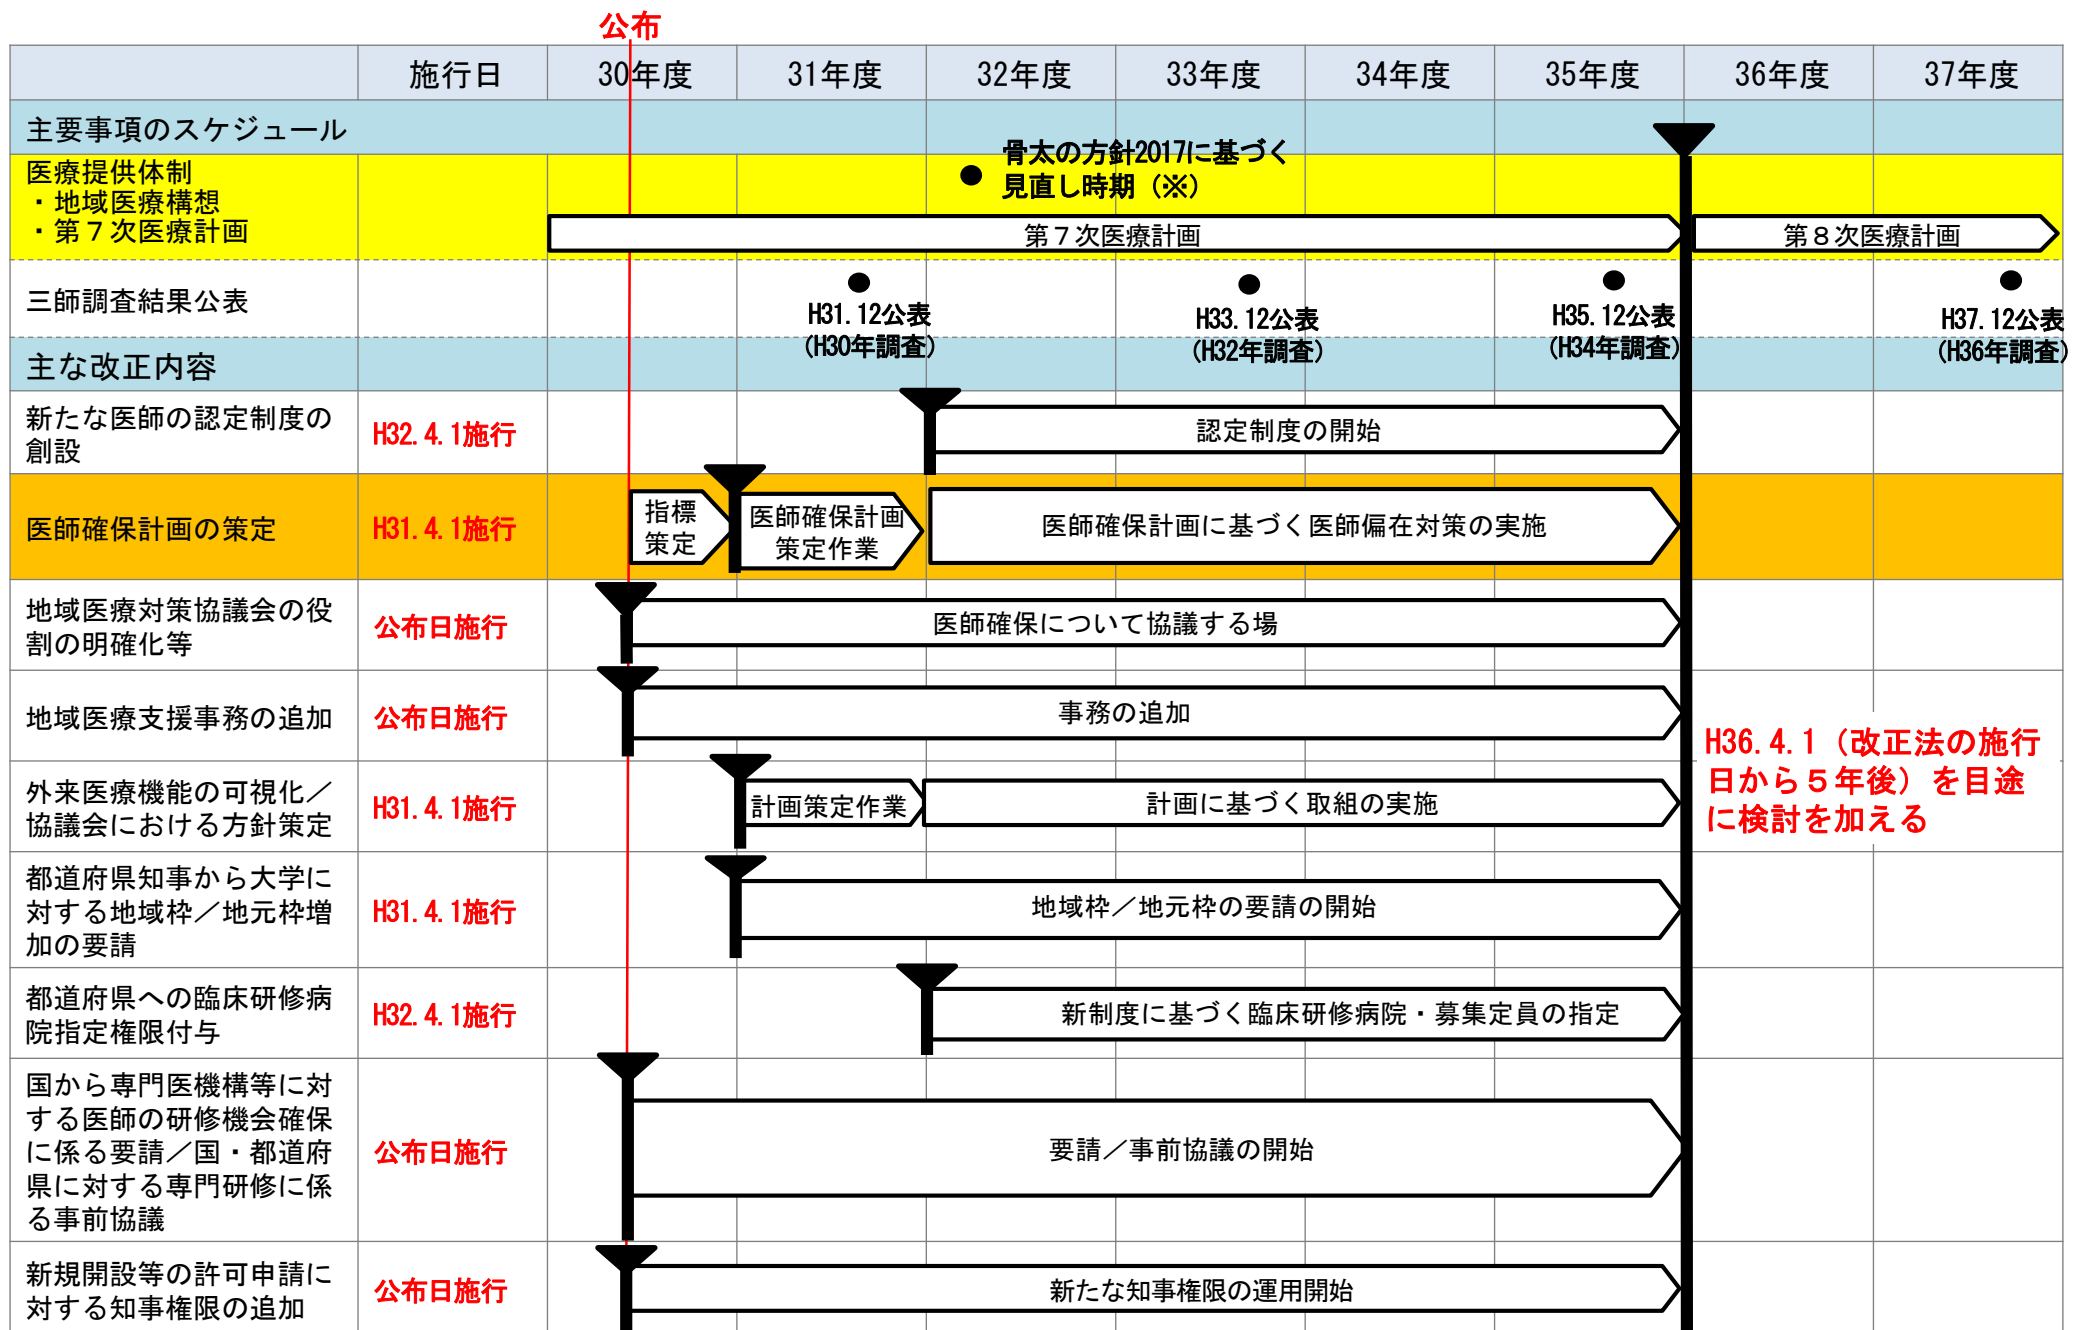 公布
施行日
30年度
31年度
32年度
33年度
34年度
35年度
36年度
37年度
主要事項のスケジュール
医療提供体制
・地域医療構想
・第７次医療計画
骨太の方針2017に基づく
見直し時期（※）
第７次医療計画
第８次医療計画
三師調査結果公表
H31.12公表
(H30年調査)
H33.12公表
(H32年調査)
H35.12公表
(H34年調査)
H37.12公表
(H36年調査)
主な改正内容
新たな医師の認定制度の
創設
H32.4.1施行
認定制度の開始
医師確保計画の策定
H31.4.1施行
指標
策定
医師確保計画
策定作業
医師確保計画に基づく医師偏在対策の実施
地域医療対策協議会の役
割の明確化等
公布日施行
医師確保について協議する場
地域医療支援事務の追加
公布日施行
事務の追加
H36.4.1（改正法の施行
日から５年後）を目途
に検討を加える
外来医療機能の可視化／
協議会における方針策定
H31.4.1施行
計画策定作業
計画に基づく取組の実施
都道府県知事から大学に
対する地域枠／地元枠増
加の要請
H31.4.1施行
地域枠／地元枠の要請の開始
都道府県への臨床研修病
院指定権限付与
H32.4.1施行
新制度に基づく臨床研修病院・募集定員の指定
国から専門医機構等に対
する医師の研修機会確保
に係る要請／国・都道府
県に対する専門研修に係
る事前協議
公布日施行
要請／事前協議の開始
新規開設等の許可申請に
対する知事権限の追加
公布日施行
新たな知事権限の運用開始